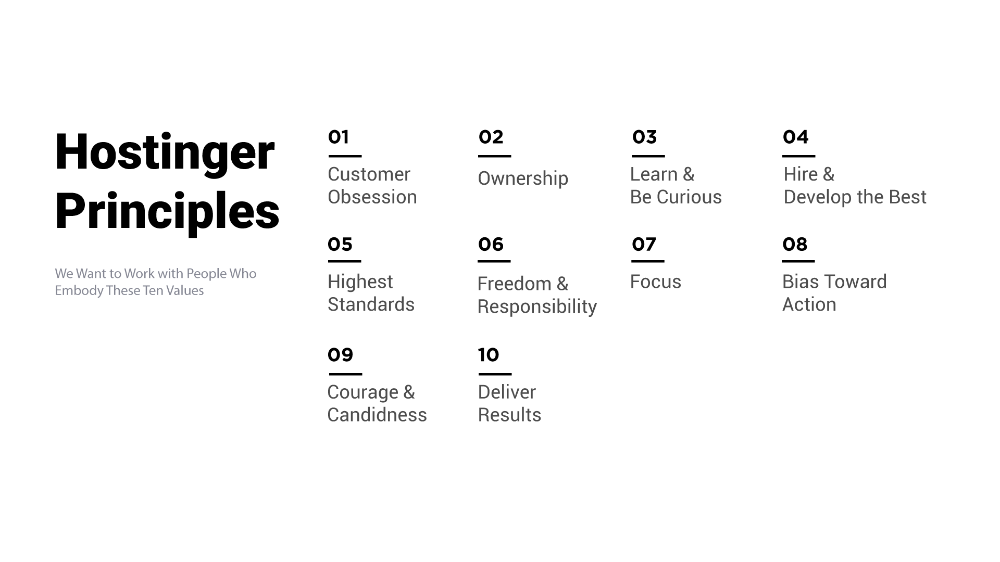 Hostinger
Principles
We Want to Work with People Who
Embody These Ten Values
01
Customer
Obsession
02
Ownership
03
Learn &
Be Curious
04
Hire &
Develop the Best
05
Highest
Standards
06
Freedom &
Responsibility
07
Focus
08
Bias Toward
Action
09
Courage &
Candidness
10
Deliver
Results